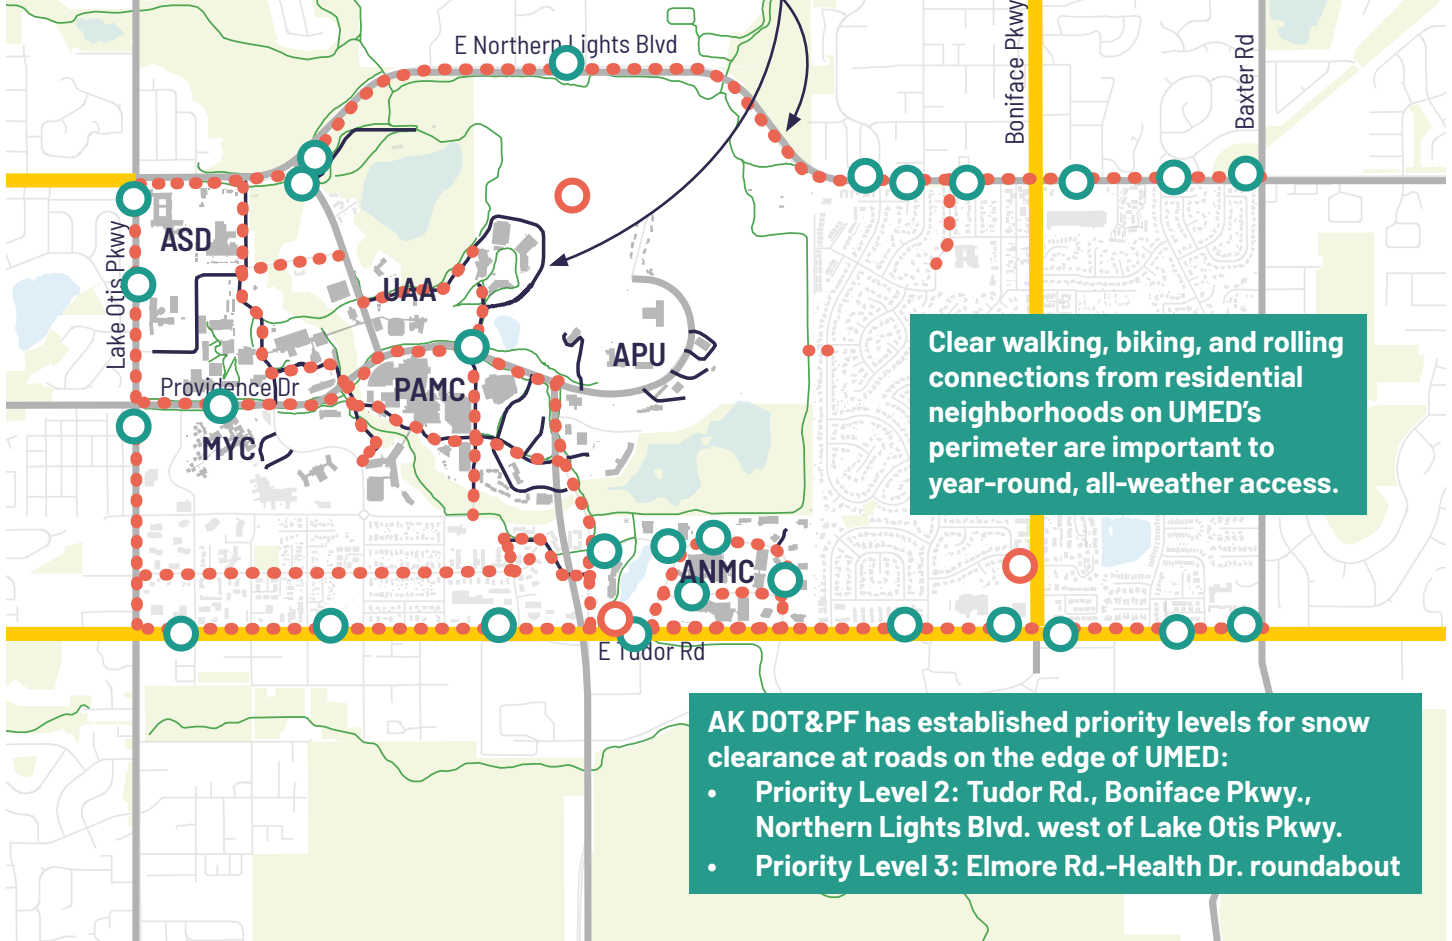 E Northern Lights Blvd
Boniface Pkwy
Baxter Rd
ASD
Lake Otis Pkwy
UAA
APU
Providence Dr
PAMC
MYC
Clear walking, biking, and rolling
connections from residential
neighborhoods on UMED’s
perimeter are important to
year-round, all-weather access.
ANMC
E Tudor Rd
AK DOT&PF has established priority levels for snow
clearance at roads on the edge of UMED:
• Priority Level 2: Tudor Rd., Boniface Pkwy.,
Northern Lights Blvd. west of Lake Otis Pkwy.
• Priority Level 3: Elmore Rd.-Health Dr. roundabout